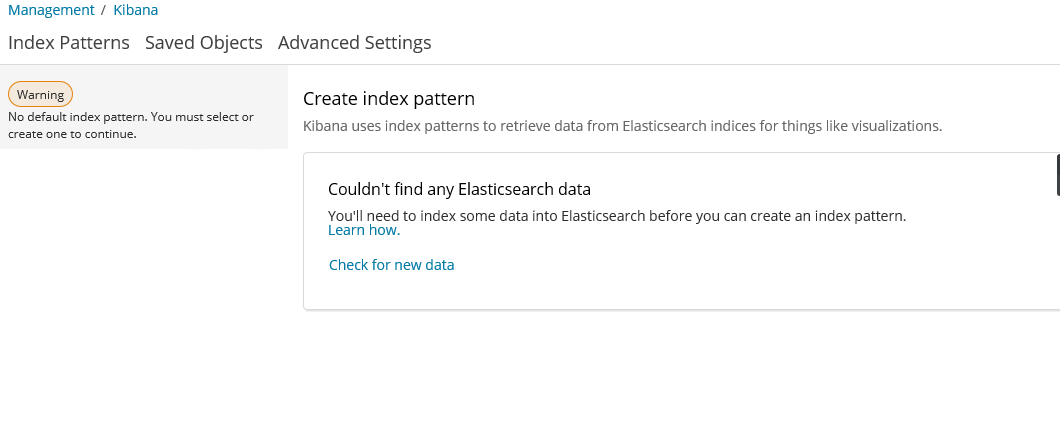 Management / Kibana
Index Patterns Saved Objects Advanced Settings
Warning
No default index pattern. You must select or
create one to continue.
Create index pattern
Kibana uses index patterns to retrieve data from Elasticsearch indices for things like visualizations.
Couldn't find any Elasticsearch data
You'll need to index some data into Elasticsearch before you can create an index pattern.
Learn how.
Check for new data